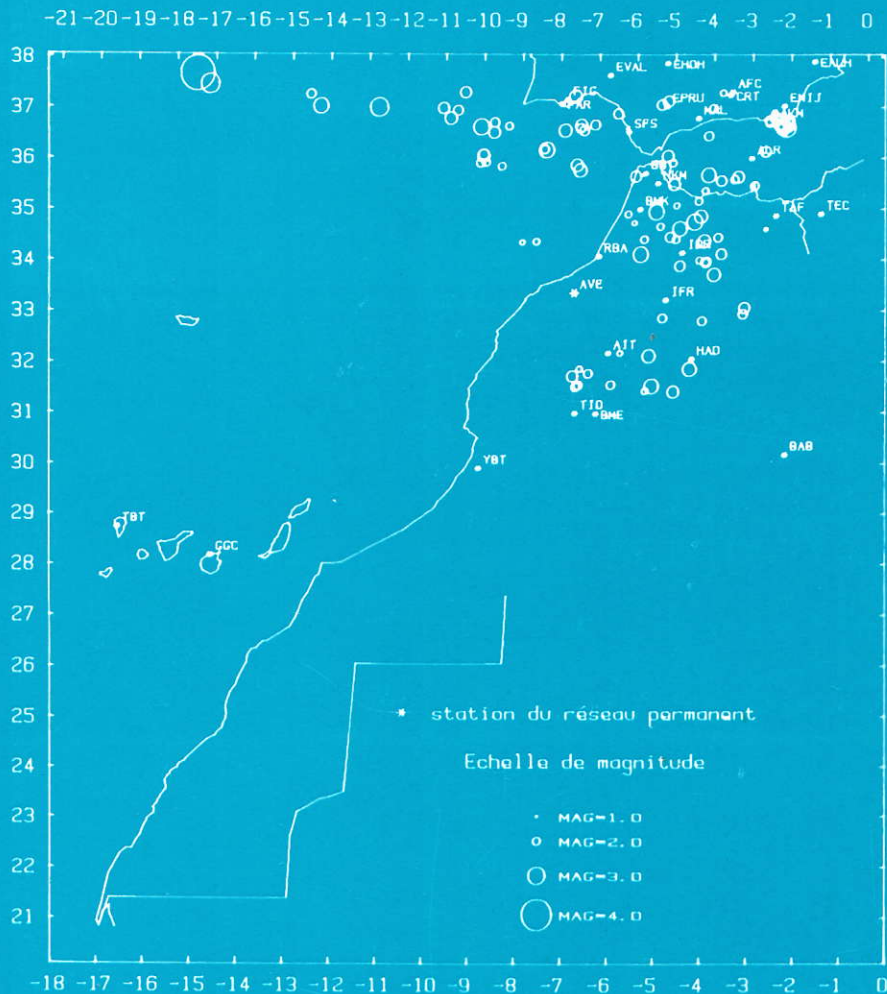 -21 -20 -19 -18 -17 -16 -15 -14 -13 -12 -11 -10 -9 -8 -7 -6 -5 -4 -3 -2 -1 0
38
EVAL
EMOH
37
AFC
CRT
EPRU
ENIJ
SFS
36
35
TAF
TEC
RBA
34
AVE
33
IFR
32
AIT
HAD
31
TIO
BME
30
YBT
BAB
29
TBT
GGC
28
27
26
25
* station du réseau permanent
24
Echelle de magnitude
23
MAG=1.0
22
MAG=2.0
MAG=3.0
21
MAG=4.0
-18 -17 -16 -15 -14 -13 -12 -11 -10 -9 -8 -7 -6 -5 -4 -3 -2 -1 0